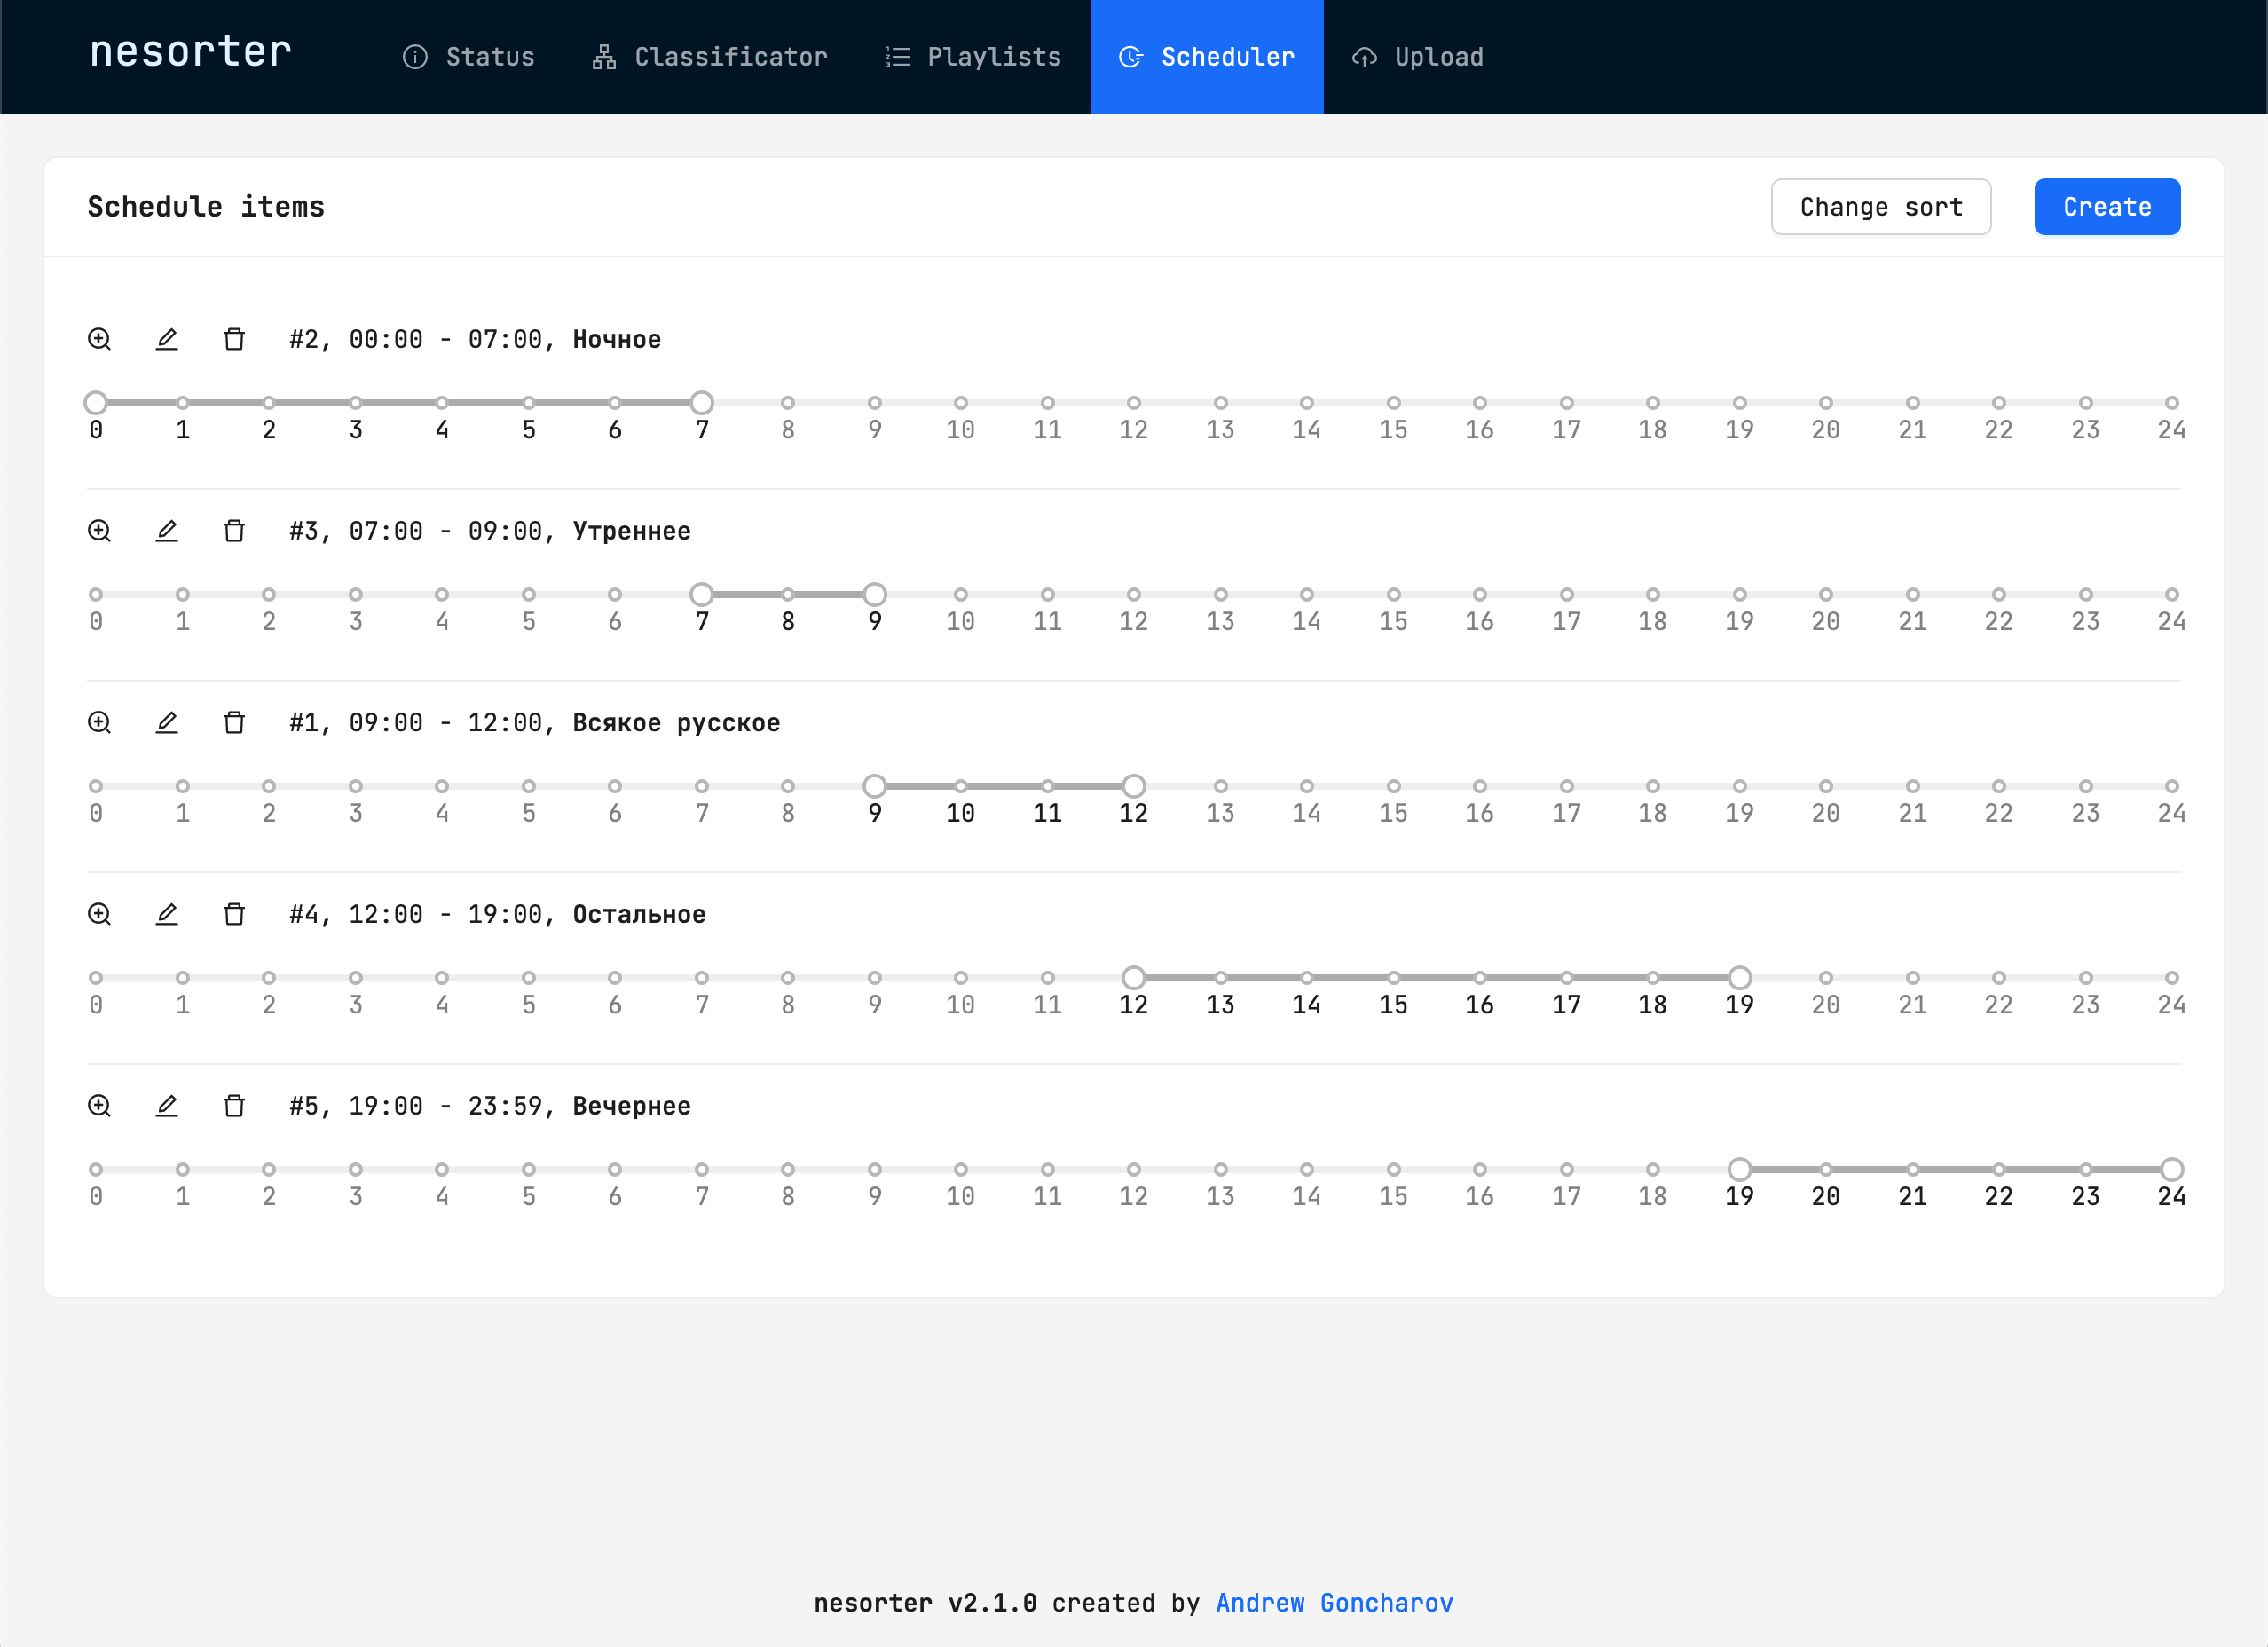 nesorter Status Classificator Playlists Scheduler Upload
Schedule items Change sort Create
#2, 00:00 - 07:00, Ночное
0 1 2 3 4 5 6 7 8 9 10 11 12 13 14 15 16 17 18 19 20 21 22 23 24
#3, 07:00 - 09:00, Утреннее
0 1 2 3 4 5 6 7 8 9 10 11 12 13 14 15 16 17 18 19 20 21 22 23 24
#1, 09:00 - 12:00, Всякое русское
0 1 2 3 4 5 6 7 8 9 10 11 12 13 14 15 16 17 18 19 20 21 22 23 24
#4, 12:00 - 19:00, Остальное
0 1 2 3 4 5 6 7 8 9 10 11 12 13 14 15 16 17 18 19 20 21 22 23 24
#5, 19:00 - 23:59, Вечернее
0 1 2 3 4 5 6 7 8 9 10 11 12 13 14 15 16 17 18 19 20 21 22 23 24
nesorter v2.1.0 created by Andrew Goncharov